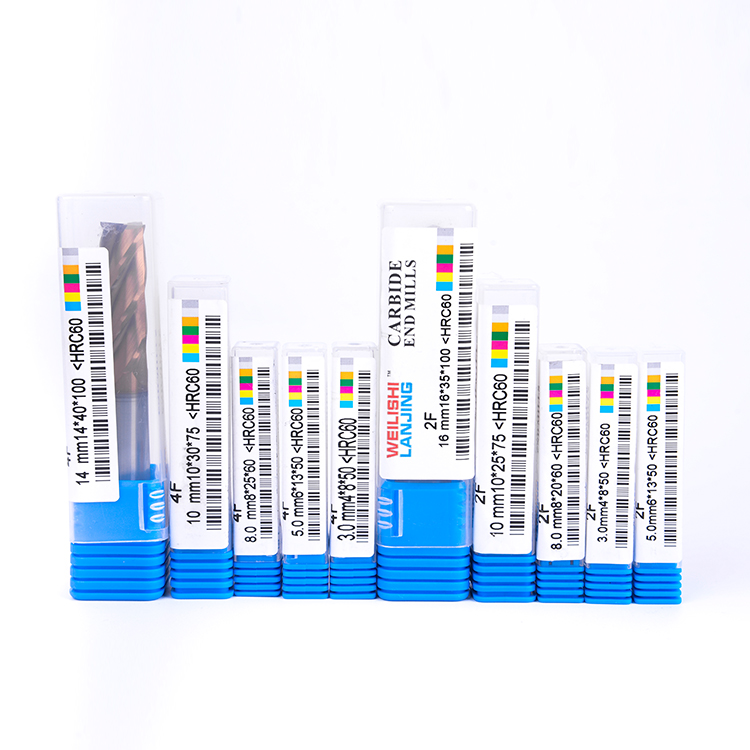 4F
14 mm14*40*100 <HRC60
4F
10 mm10*30*75 <HRC60
4F
8.0 mm8*25*60 <HRC60
4F
5.0 mm6*13*50 <HRC60
4F
3.0 mm4*8*50 <HRC60
CARBIDE
END MILLS
WEILISHI™
LANJING
2F
16 mm16*35*100 <HRC60
2F
10 mm10*25*75 <HRC60
2F
8.0 mm8*20*60 <HRC60
2F
3.0mm4*8*50 <HRC60
2F
5.0mm6*13*50 <HRC60